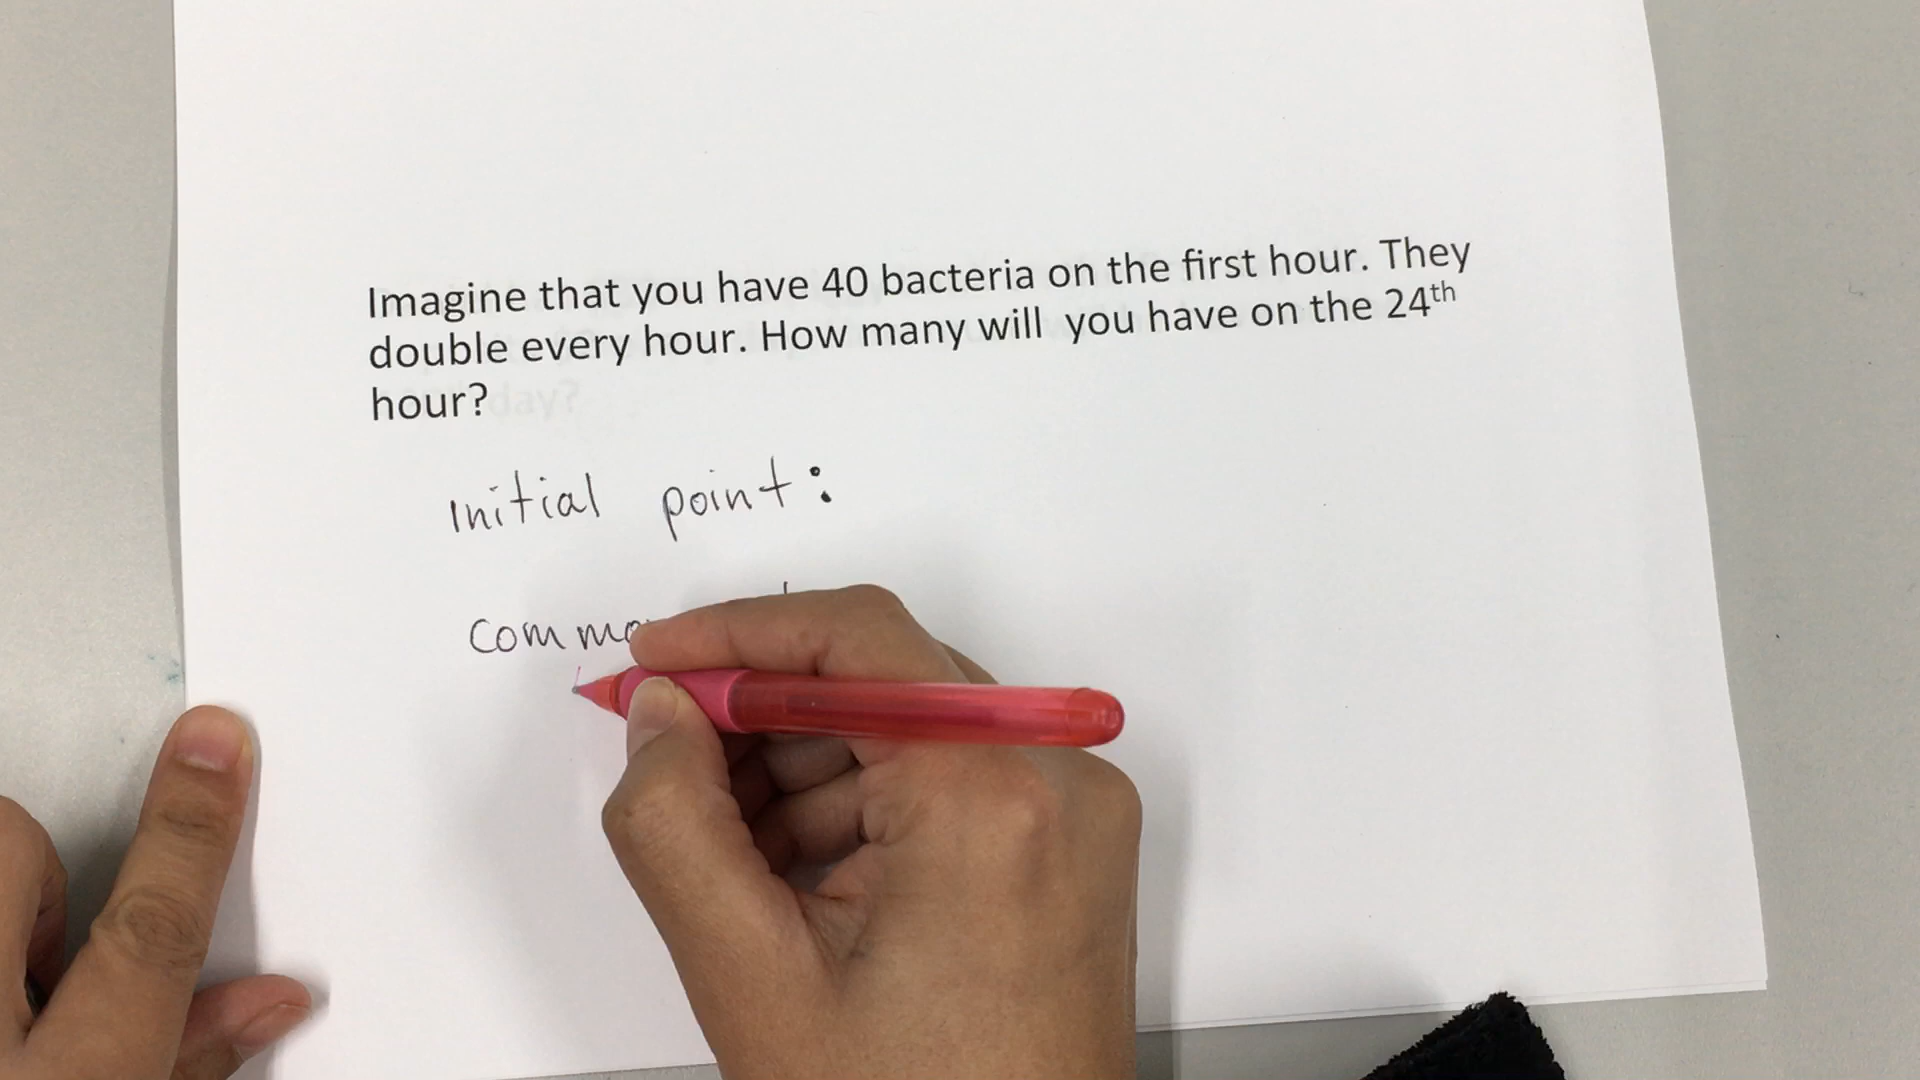 Imagine that you have 40 bacteria on the first hour. They
double every hour. How many will you have on the 24th
hour?
Initial point: